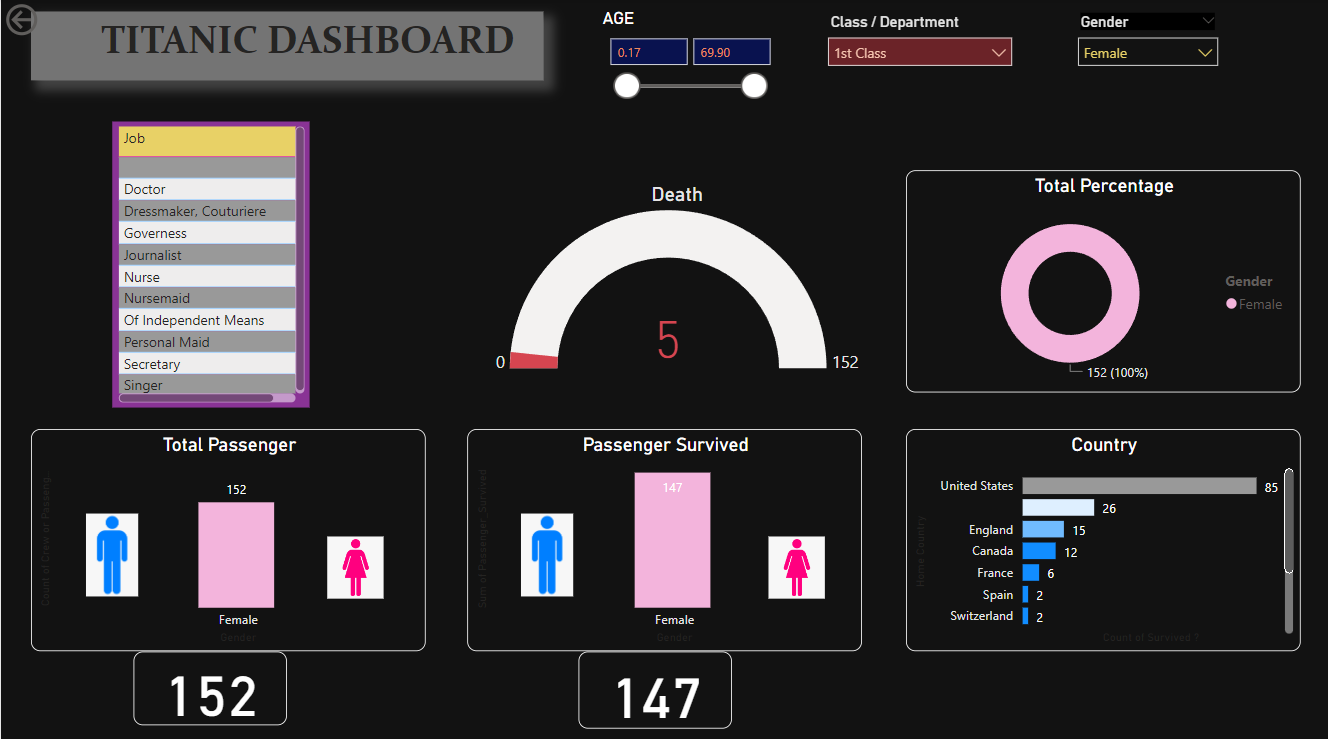 TITANIC DASHBOARD
AGE
0.17
69.90
Class / Department
1st Class
Gender
Female
Job
Doctor
Dressmaker, Couturiere
Governess
Journalist
Nurse
Nursemaid
Of Independent Means
Personal Maid
Secretary
Singer
Death
5
0
152
Total Percentage
152 (100%)
Gender
Female
Total Passenger
Count of Crew or Passeng...
152
Female
Gender
152
Passenger Survived
Sum of Passenger_Survived
147
Female
Gender
147
Country
Home Country
United States 85
26
England 15
Canada 12
France 6
Spain 2
Switzerland 2
Count of Survived ?